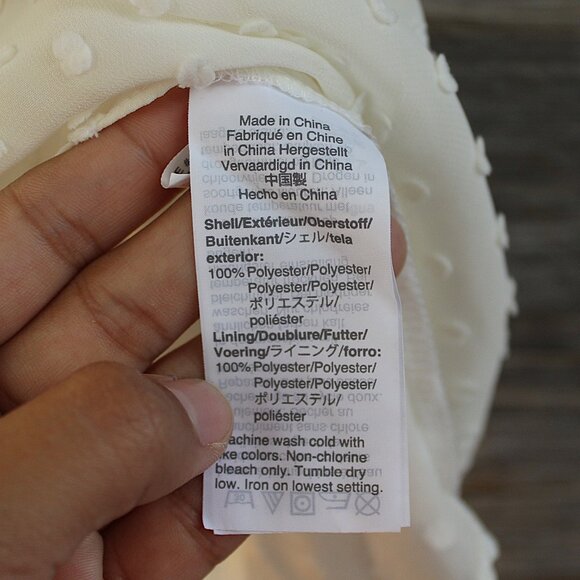 Made in China
Fabriqué en Chine
in China Hergestellt
Vervaardigd in China
中国製
Hecho en China
Shell/Extérieur/Oberstoff/
Buitenkant/シェル/tela
exterior:
100% Polyester/Polyester/
Polyester/Polyester/
ポリエステル/
poliéster
Lining/Doublure/Futter/
Voering/ライニング/forro:
100% Polyester/Polyester/
Polyester/Polyester/
ポリエステル/
poliéster
achine wash cold with
ke colors. Non-chlorine
bleach only. Tumble dry
low. Iron on lowest setting.